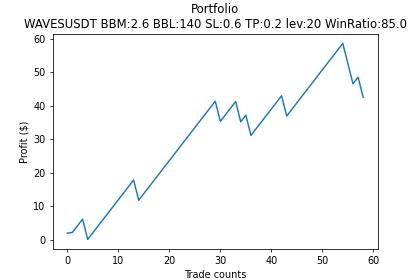 Portfolio
WAVESUSDT BBM:2.6 BBL:140 SL:0.6 TP:0.2 lev:20 WinRatio:85.0
60
50
40
30
20
10
0
Profit ($)
0 10 20 30 40 50 60
Trade counts